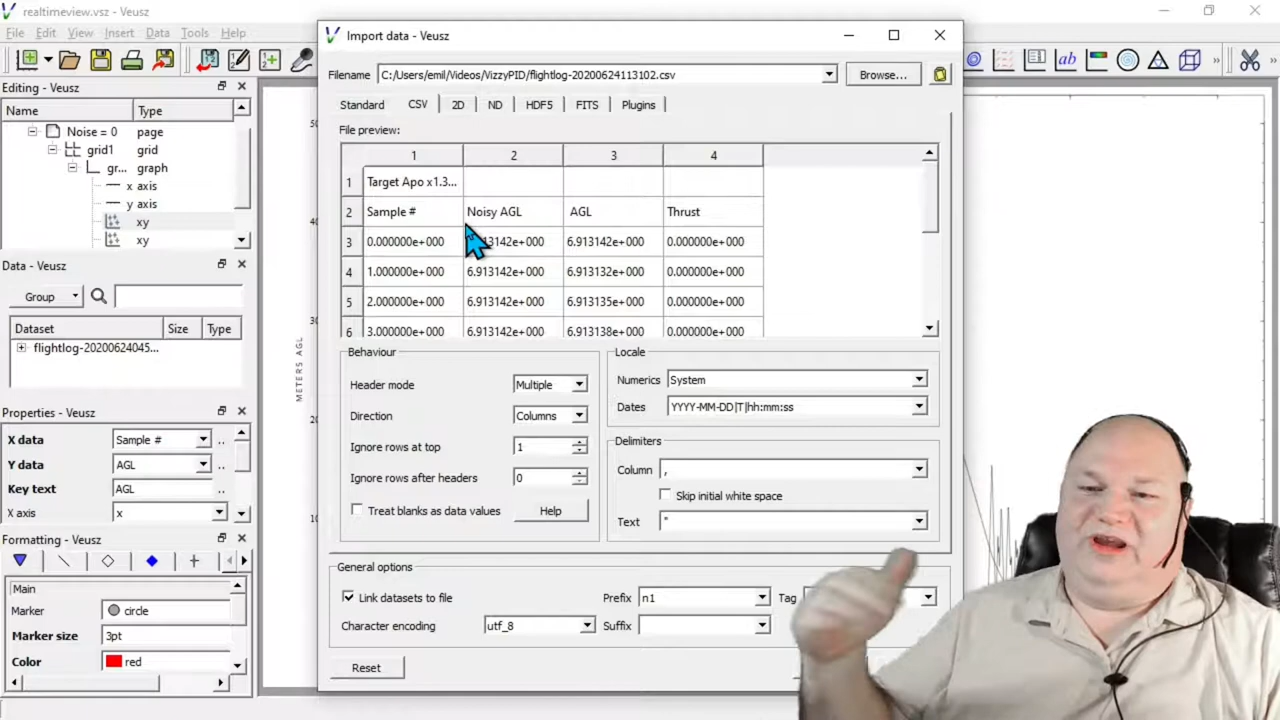 realtimeview.vsz - Veusz
File Edit View Insert Data Tools Help
ab
Editing - Veusz
Name Type
Noise = 0 page
grid1 grid
gr... graph
x axis axis
y axis axis
xy xy
xy xy
Data - Veusz
Group
Dataset Size Type
flightlog-20200624045...
Properties - Veusz
X data Sample # ..
Y data AGL ..
Key text AGL ..
X axis x
Formatting - Veusz
Main
Marker circle
Marker size 3pt
Color red
METERS AGL
Import data - Veusz
Filename C:/Users/emil/Videos/VizzyPID/flightlog-20200624113102.csv Browse...
Standard CSV 2D ND HDF5 FITS Plugins
File preview:
1 2 3 4
1 Target Apo x1.3...
2 Sample # Noisy AGL AGL Thrust
3 0.000000e+000 13142e+000 6.913142e+000 0.000000e+000
4 1.000000e+000 6.913142e+000 6.913132e+000 0.000000e+000
5 2.000000e+000 6.913142e+000 6.913135e+000 0.000000e+000
6 3.000000e+000 6.913142e+000 6.913138e+000 0.000000e+000
Behaviour
Header mode Multiple
Direction Columns
Ignore rows at top 1
Ignore rows after headers 0
Treat blanks as data values Help
Locale
Numerics System
Dates YYYY-MM-DD|T|hh:mm:ss
Delimiters
Column ,
Skip initial white space
Text "
General options
Link datasets to file Prefix n1 Tag
Character encoding utf_8 Suffix
Reset